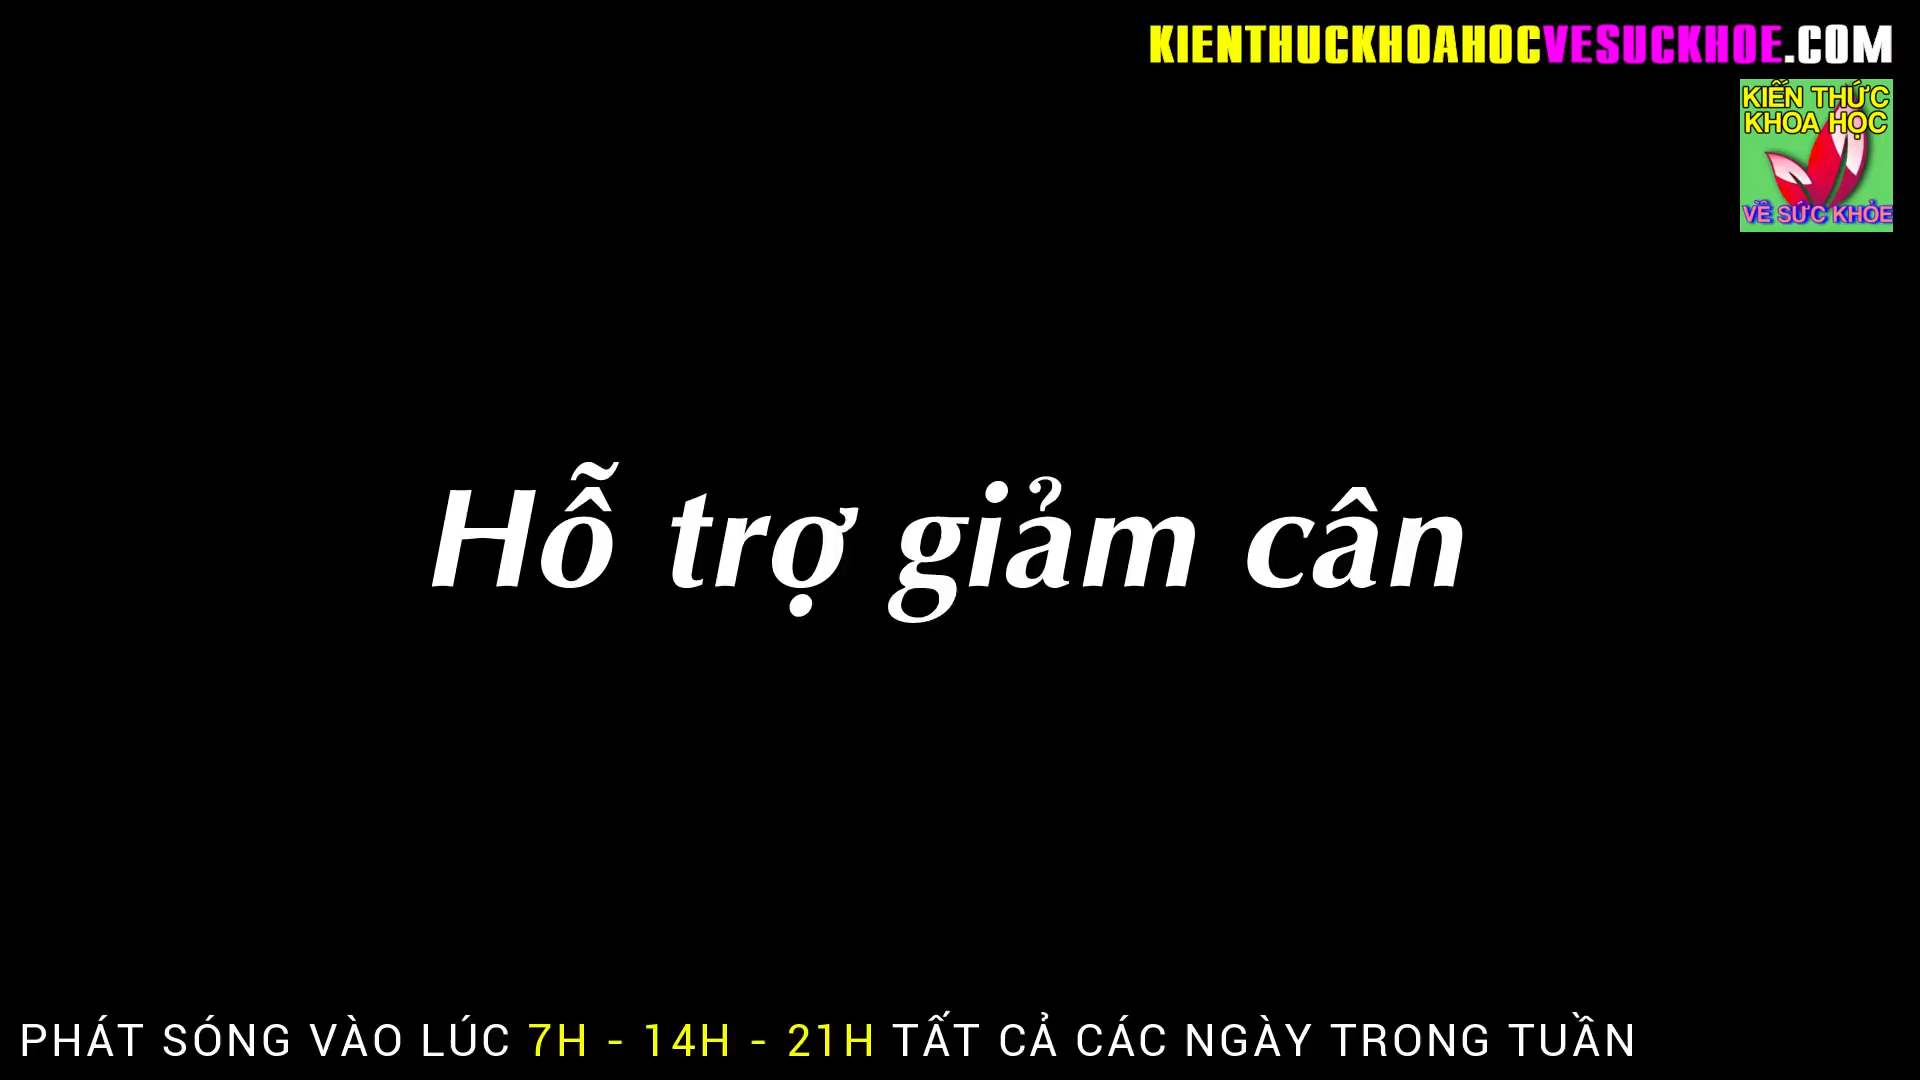 KIENTHUCKHOAHOCVESUCKHOE.COM
KIẾN THỨC
KHOA HỌC
VỀ SỨC KHỎE
Hỗ trợ giảm cân
PHÁT SÓNG VÀO LÚC 7H - 14H - 21H TẤT CẢ CÁC NGÀY TRONG TUẦN